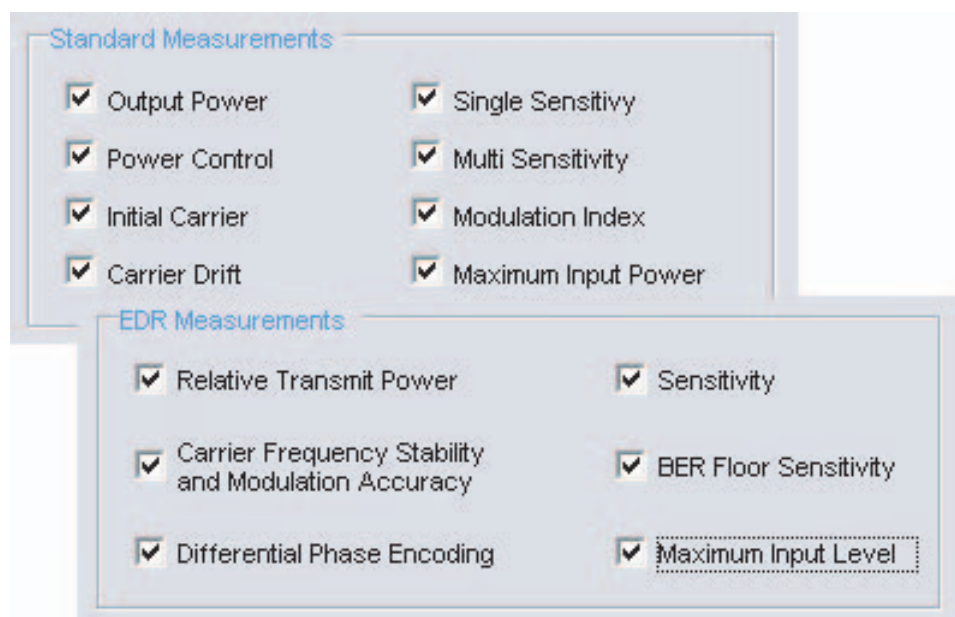 Standard Measurements
Output Power
Single Sensitivy
Power Control
Multi Sensitivity
Initial Carrier
Modulation Index
Carrier Drift
Maximum Input Power
EDR Measurements
Relative Transmit Power
Sensitivity
Carrier Frequency Stability
and Modulation Accuracy
BER Floor Sensitivity
Differential Phase Encoding
Maximum Input Level